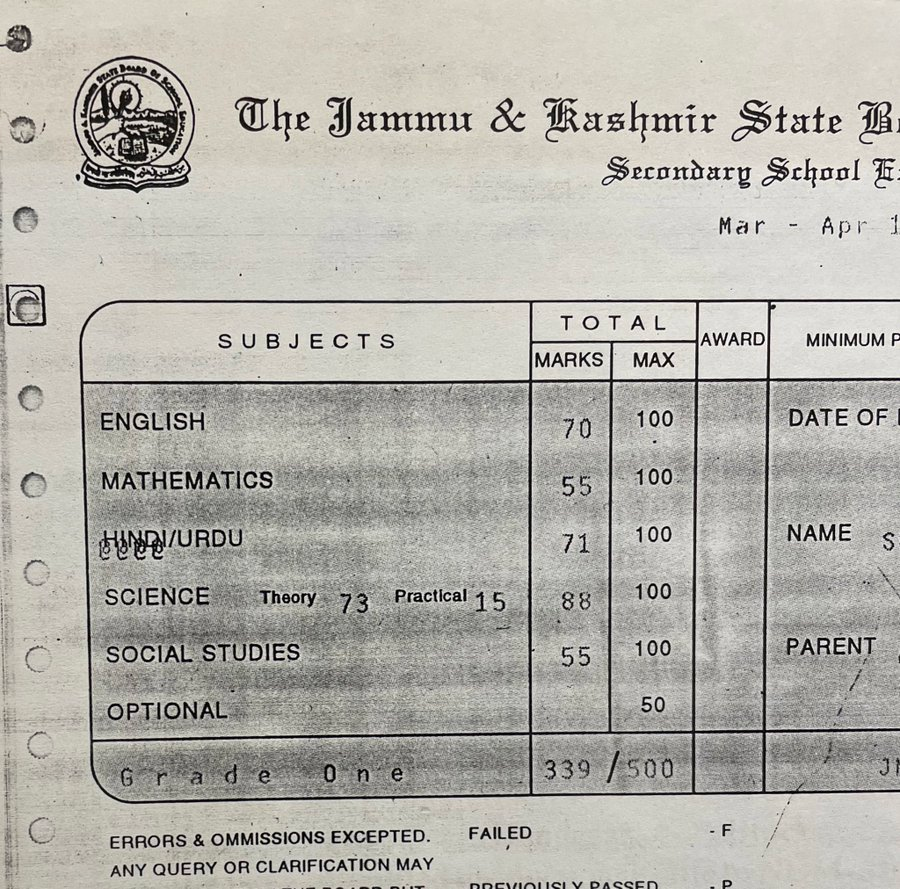 The Jammu & Kashmir State
Secondary School
Mar - Apr
SUBJECTS TOTAL AWARD MINIMUM
MARKS MAX
ENGLISH 70 100 DATE OF
MATHEMATICS 55 100
HINDI/URDU 71 100 NAME S
@@@@
SCIENCE Theory 73 Practical 15 88 100
SOCIAL STUDIES 55 100 PARENT
OPTIONAL 50
Grade One 339 / 500
ERRORS & OMMISSIONS EXCEPTED. FAILED - F
ANY QUERY OR CLARIFICATION MAY
PREVIOUSLY PASSED - P